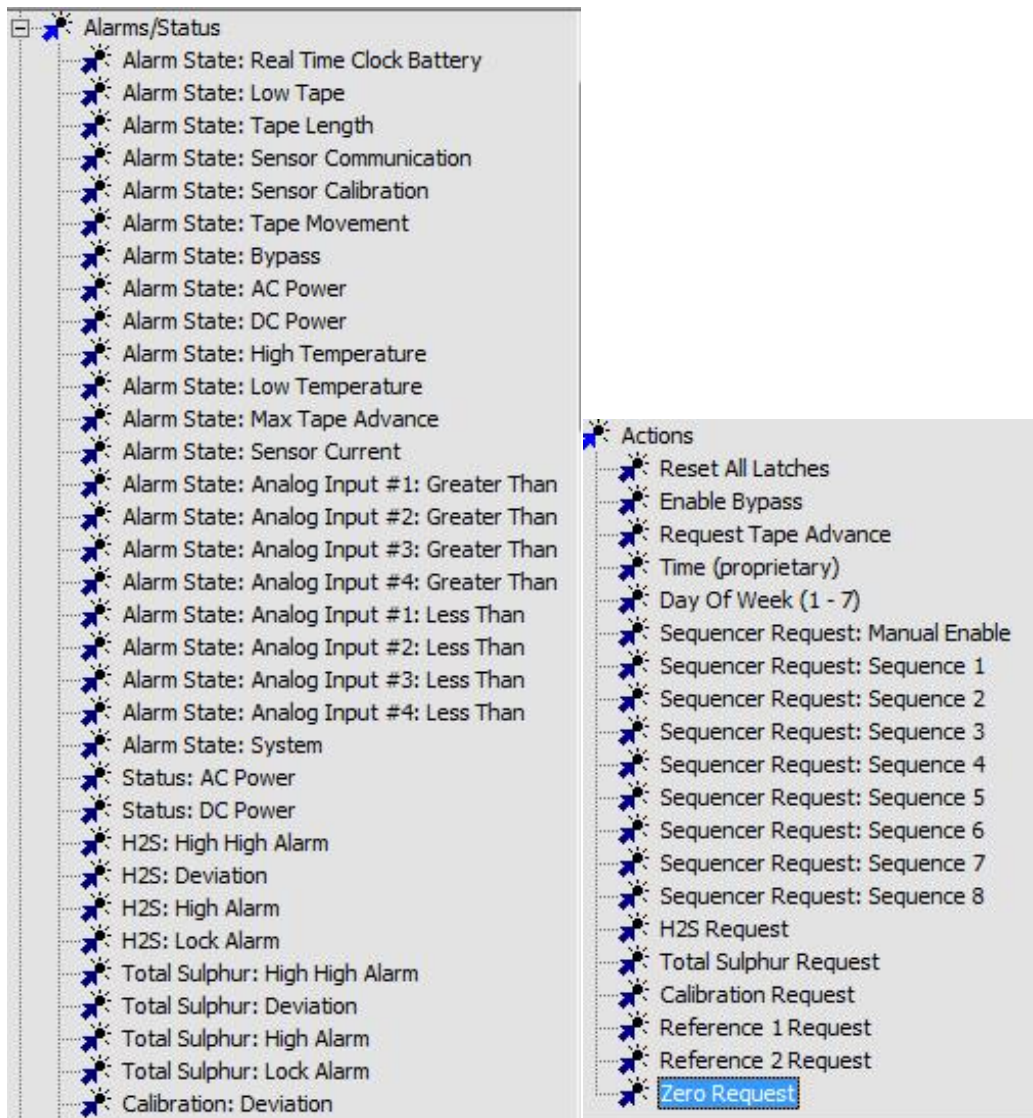 Alarms/Status
Alarm State: Real Time Clock Battery
Alarm State: Low Tape
Alarm State: Tape Length
Alarm State: Sensor Communication
Alarm State: Sensor Calibration
Alarm State: Tape Movement
Alarm State: Bypass
Alarm State: AC Power
Alarm State: DC Power
Alarm State: High Temperature
Alarm State: Low Temperature
Alarm State: Max Tape Advance
Alarm State: Sensor Current
Alarm State: Analog Input #1: Greater Than
Alarm State: Analog Input #2: Greater Than
Alarm State: Analog Input #3: Greater Than
Alarm State: Analog Input #4: Greater Than
Alarm State: Analog Input #1: Less Than
Alarm State: Analog Input #2: Less Than
Alarm State: Analog Input #3: Less Than
Alarm State: Analog Input #4: Less Than
Alarm State: System
Status: AC Power
Status: DC Power
H2S: High High Alarm
H2S: Deviation
H2S: High Alarm
H2S: Lock Alarm
Total Sulphur: High High Alarm
Total Sulphur: Deviation
Total Sulphur: High Alarm
Total Sulphur: Lock Alarm
Calibration: Deviation
Actions
Reset All Latches
Enable Bypass
Request Tape Advance
Time (proprietary)
Day Of Week (1 - 7)
Sequencer Request: Manual Enable
Sequencer Request: Sequence 1
Sequencer Request: Sequence 2
Sequencer Request: Sequence 3
Sequencer Request: Sequence 4
Sequencer Request: Sequence 5
Sequencer Request: Sequence 6
Sequencer Request: Sequence 7
Sequencer Request: Sequence 8
H2S Request
Total Sulphur Request
Calibration Request
Reference 1 Request
Reference 2 Request
Zero Request